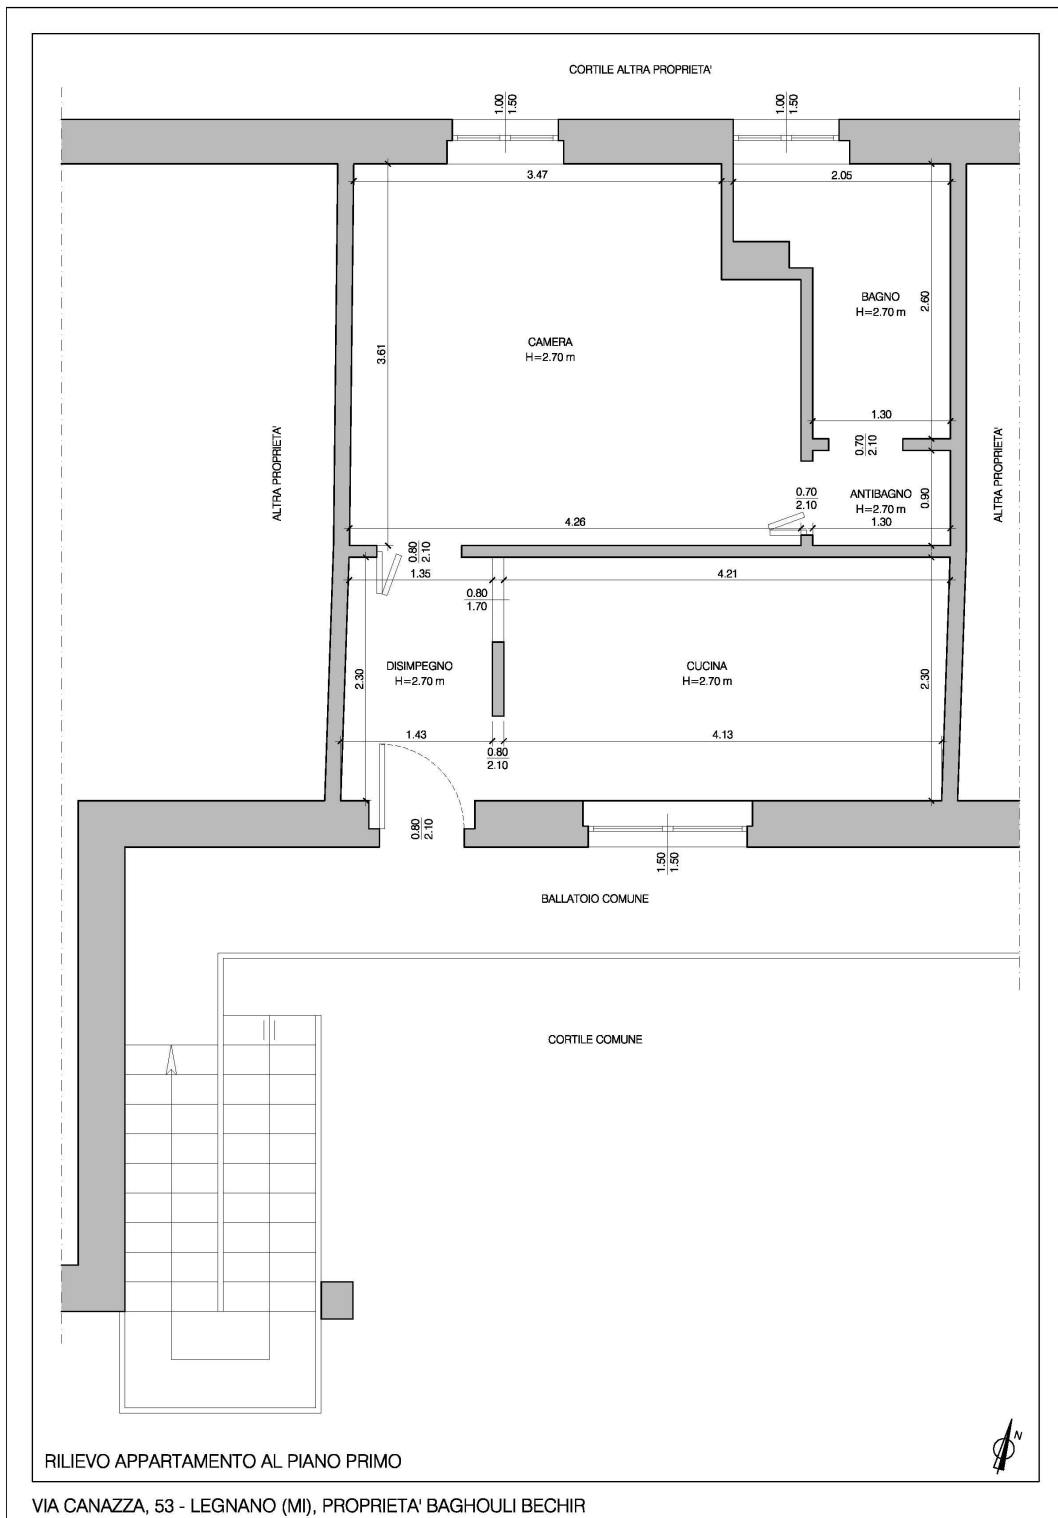 CORTILE ALTRA PROPRIETA'
1.00
1.50
1.00
1.50
3.47
2.05
3.61
CAMERA
H=2.70 m
BAGNO
H=2.70 m
2.60
1.30
0.70
2.10
ALTRA PROPRIETA'
ALTRA PROPRIETA'
0.70
2.10
ANTIBAGNO
H=2.70 m
0.90
4.26
1.30
0.80
2.10
1.35
4.21
0.80
1.70
2.30
DISIMPEGNO
H=2.70 m
CUCINA
H=2.70 m
2.30
1.43
4.13
0.80
2.10
0.80
2.10
1.50
1.50
BALLATOIO COMUNE
CORTILE COMUNE
N
RILIEVO APPARTAMENTO AL PIANO PRIMO
VIA CANAZZA, 53 - LEGNANO (MI), PROPRIETA' BAGHOULI BECHIR